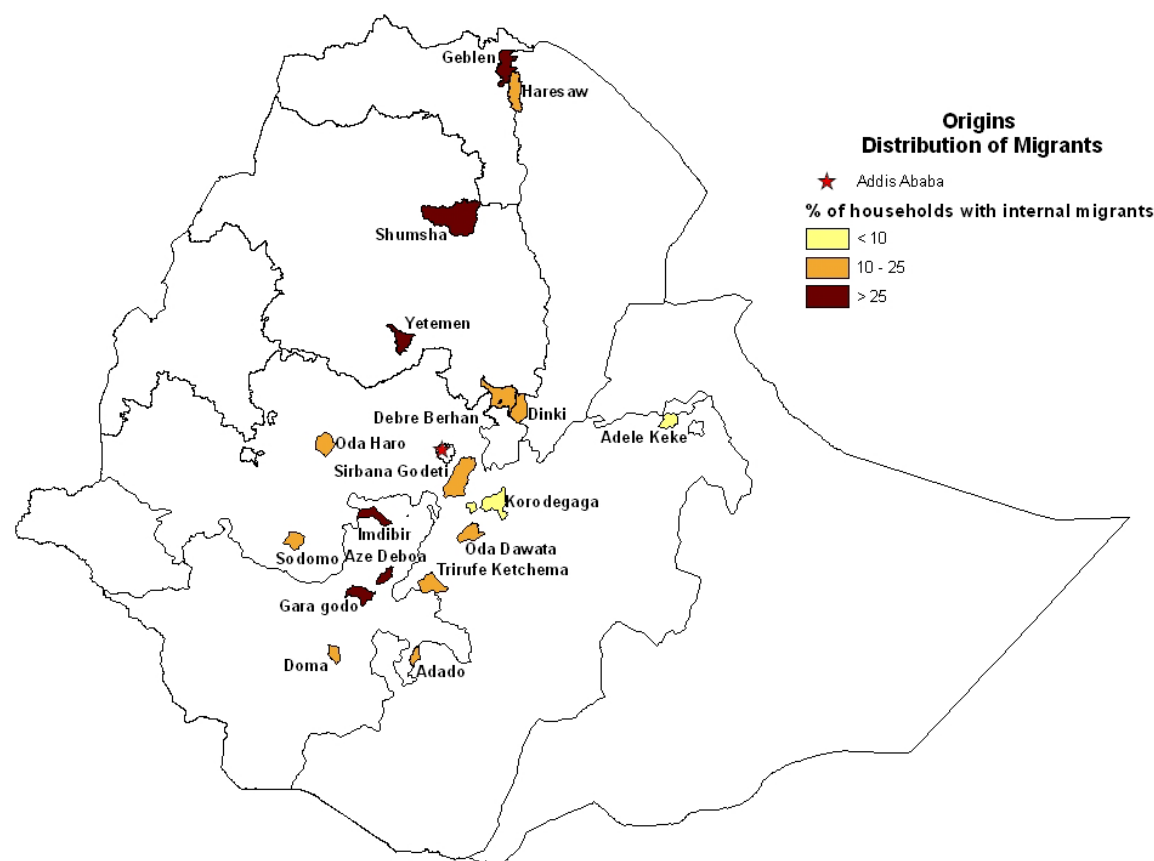 Geblen
Haresaw
Origins
Distribution of Migrants
Addis Ababa
% of households with internal migrants
< 10
10 - 25
> 25
Shumsha
Yetemen
Debre Berhan
Dinki
Adele Keke
Oda Haro
Sirbana Godeti
Korodegaga
Imdibir
Oda Dawata
Sodomo
Aze Deboa
Trirufe Ketchema
Gara godo
Doma
Adado